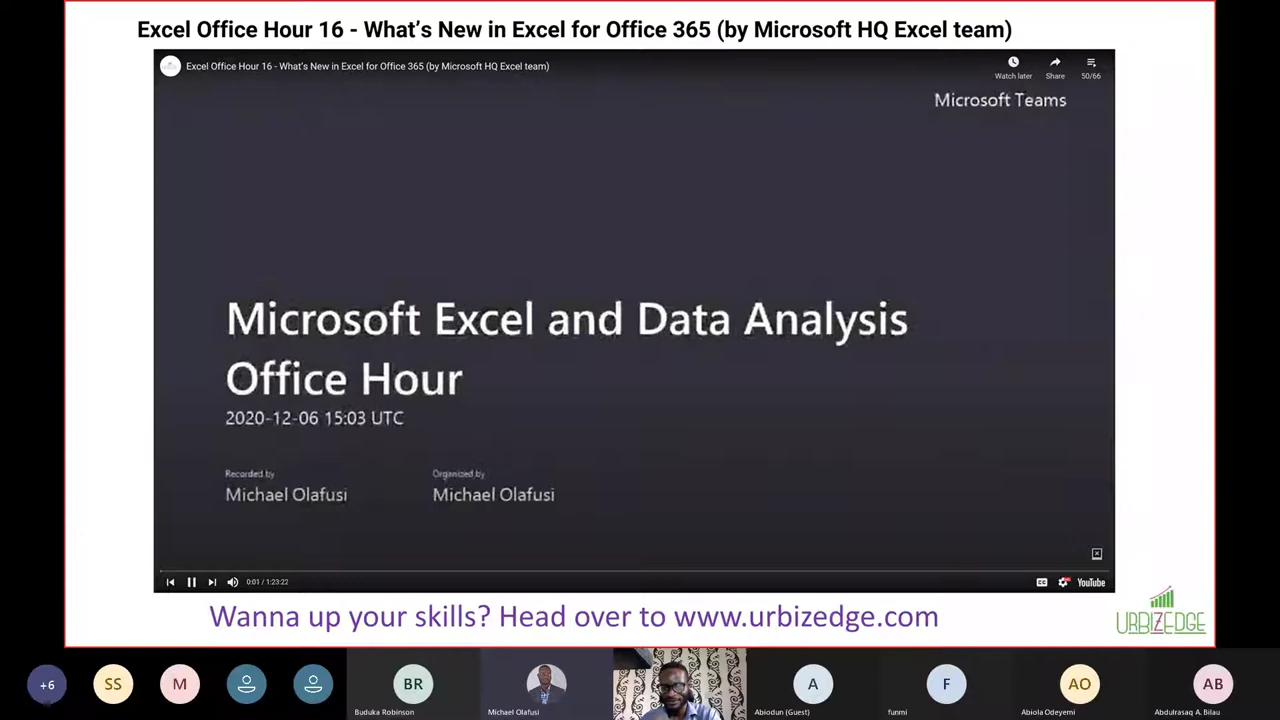 Excel Office Hour 16 - What's New in Excel for Office 365 (by Microsoft HQ Excel team)
Excel Office Hour 16 - What's New in Excel for Office 365 (by Microsoft HQ Excel team)
Watch later
Share
50/66
Microsoft Teams
Microsoft Excel and Data Analysis
Office Hour
2020-12-06 15:03 UTC
Recorded by
Organized by
Michael Olafusi
Michael Olafusi
0:01 / 1:23:22
CC
YouTube
Wanna up your skills? Head over to www.urbizedge.com
URBIZEDGE
+6
SS
M
BR
A
F
AO
AB
Buduka Robinson
Michael Olafusi
Abiodun (Guest)
funmi
Abiola Odeyemi
Abdulrasaq A. Bilau